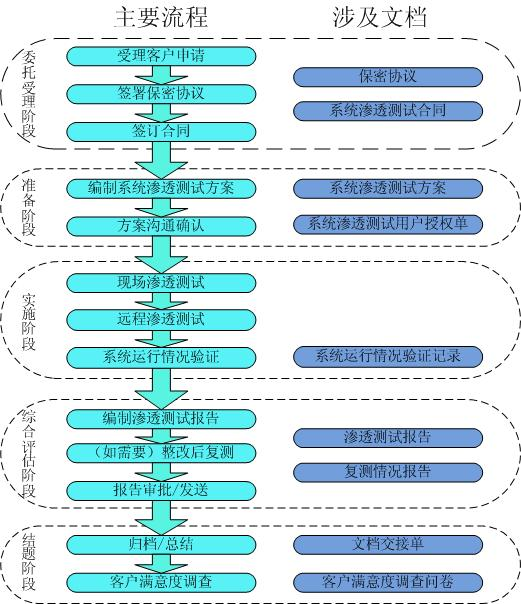 主要流程
涉及文档
委托受理阶段
受理客户申请
签署保密协议
签订合同
保密协议
系统渗透测试合同
准备阶段
编制系统渗透测试方案
方案沟通确认
系统渗透测试方案
系统渗透测试用户授权单
实施阶段
现场渗透测试
远程渗透测试
系统运行情况验证
系统运行情况验证记录
综合评估阶段
编制渗透测试报告
（如需要）整改后复测
报告审批/发送
渗透测试报告
复测情况报告
结题阶段
归档/总结
客户满意度调查
文档交接单
客户满意度调查问卷